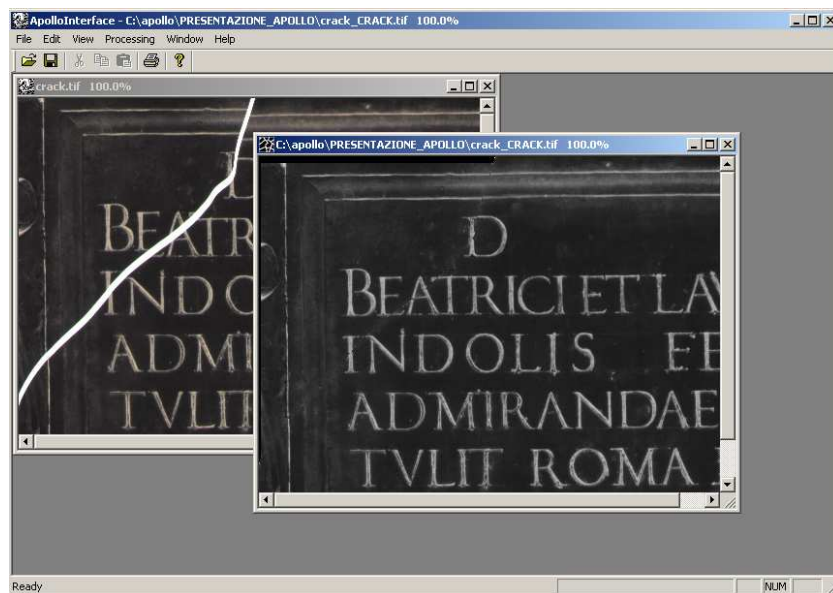 ApolloInterface - C:\apollo\PRESENTAZIONE_APOLLO\crack_CRACK.tif 100.0%
File Edit View Processing Window Help
crack.tif 100.0%
D
BEATR
INDO
ADMI
TVLIT
C:\apollo\PRESENTAZIONE_APOLLO\crack_CRACK.tif 100.0%
D
BEATRICI ET LAV
INDOLIS
ADMIRANDAE
TVLIT ROMA
Ready NUM